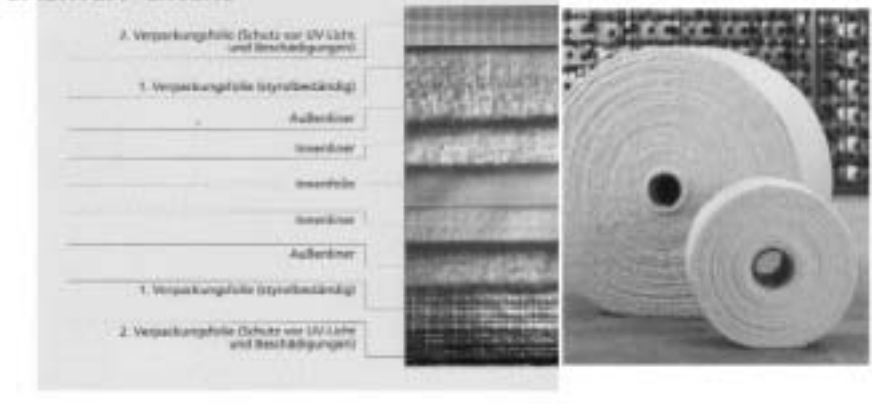 2. Verpackungsfolie (Schutz vor UV-Licht
und Beschädigungen)
1. Verpackungsfolie (styrolbeständig)
Außenliner
Innenliner
Innenfolie
Innenliner
Außenliner
1. Verpackungsfolie (styrolbeständig)
2. Verpackungsfolie (Schutz vor UV-Licht
und Beschädigungen)